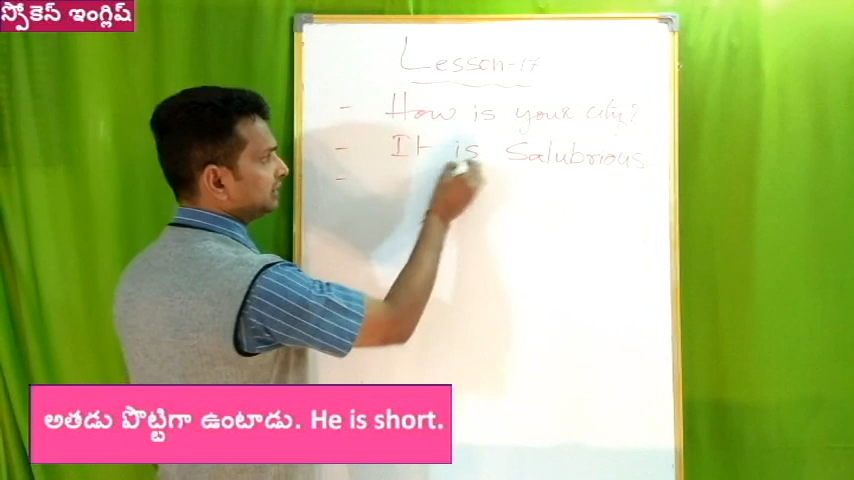 స్పోకెన్ ఇంగ్లిష్
Lesson-17
- How is your city?
- It is Salubrious
-
అతడు పొట్టిగా ఉంటాడు. He is short.